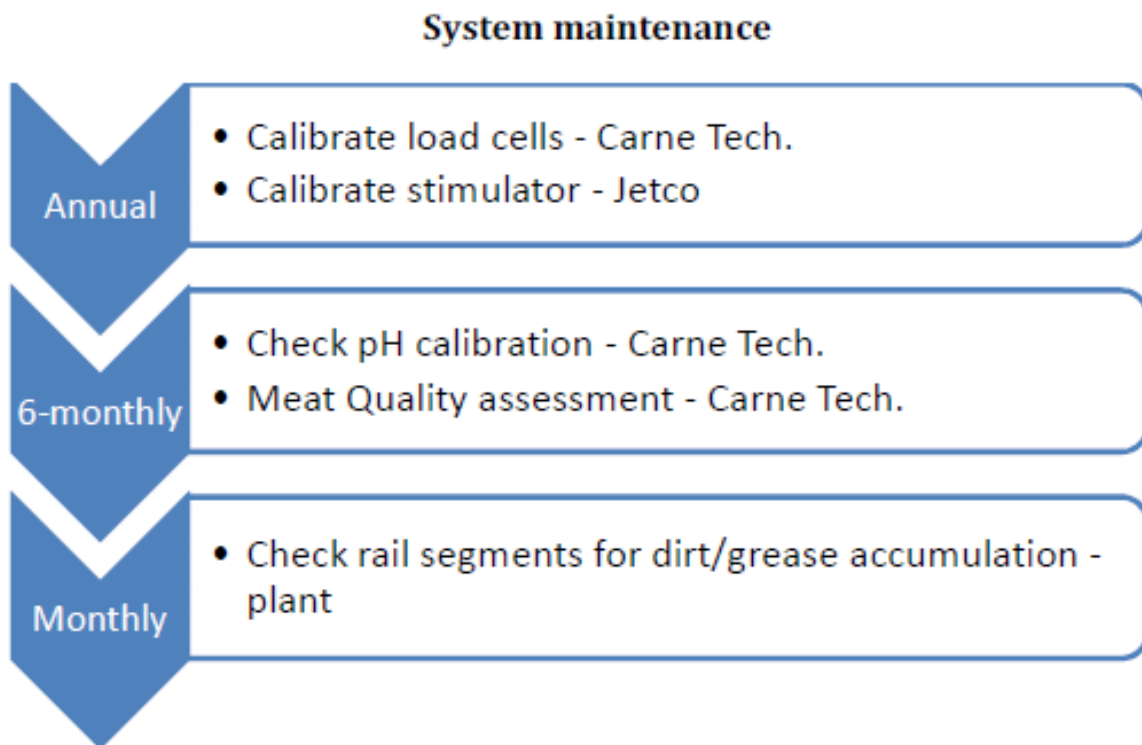 System maintenance
Annual
• Calibrate load cells - Carne Tech.
• Calibrate stimulator - Jetco
6-monthly
• Check pH calibration - Carne Tech.
• Meat Quality assessment - Carne Tech.
Monthly
• Check rail segments for dirt/grease accumulation -
plant